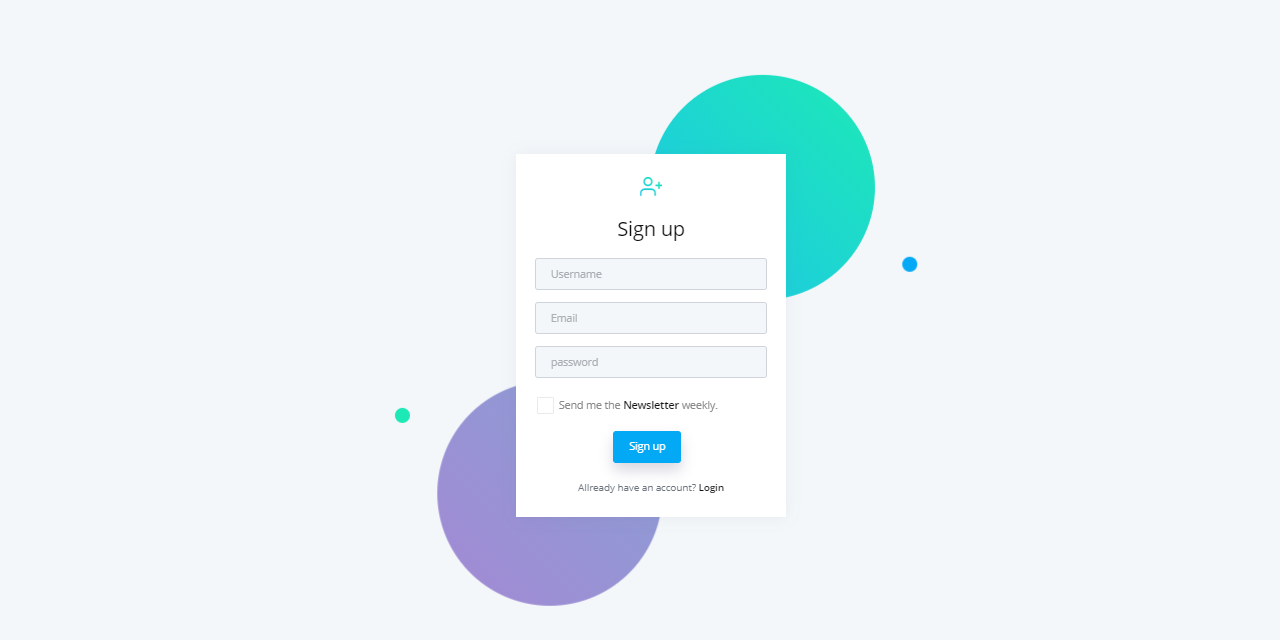 Sign up
Username
Email
password
Send me the Newsletter weekly.
Sign up
Allready have an account? Login